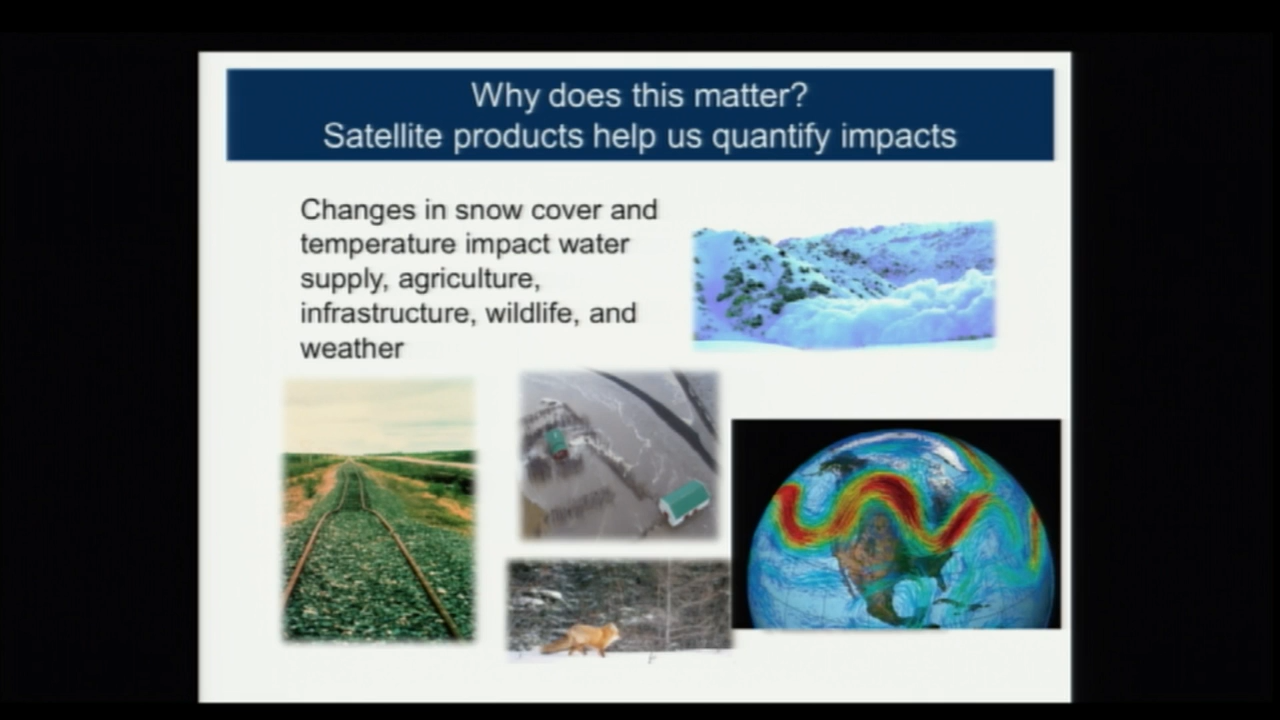 Why does this matter?
Satellite products help us quantify impacts
Changes in snow cover and
temperature impact water
supply, agriculture,
infrastructure, wildlife, and
weather